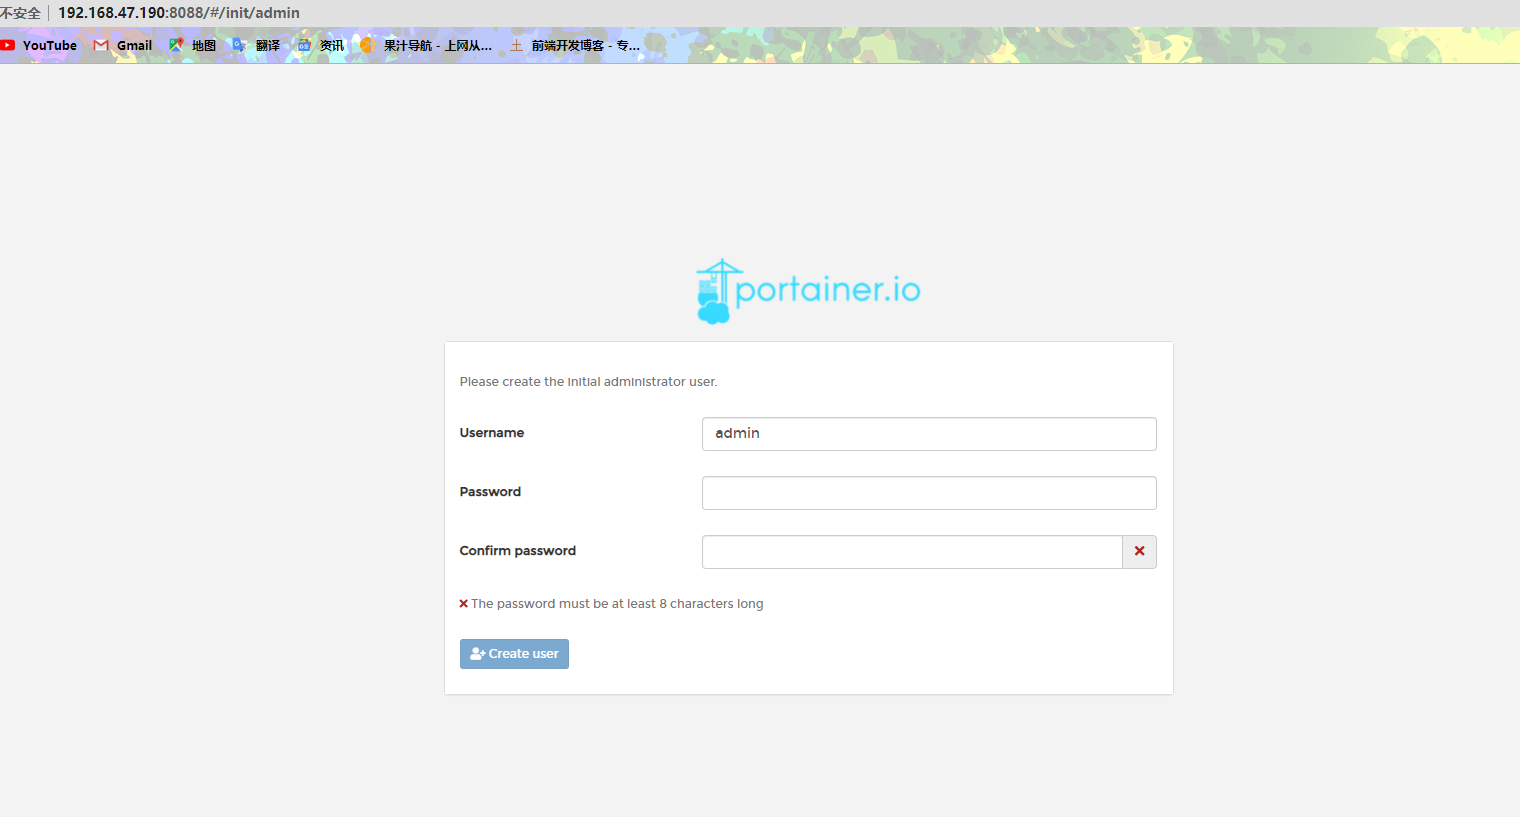 不安全 192.168.47.190:8088/#/init/admin
YouTube Gmail 地图 翻译 资讯 果汁导航 - 上网从... 前端开发博客 - 专...
portainer.io
Please create the initial administrator user.
Username admin
Password
Confirm password
The password must be at least 8 characters long
Create user